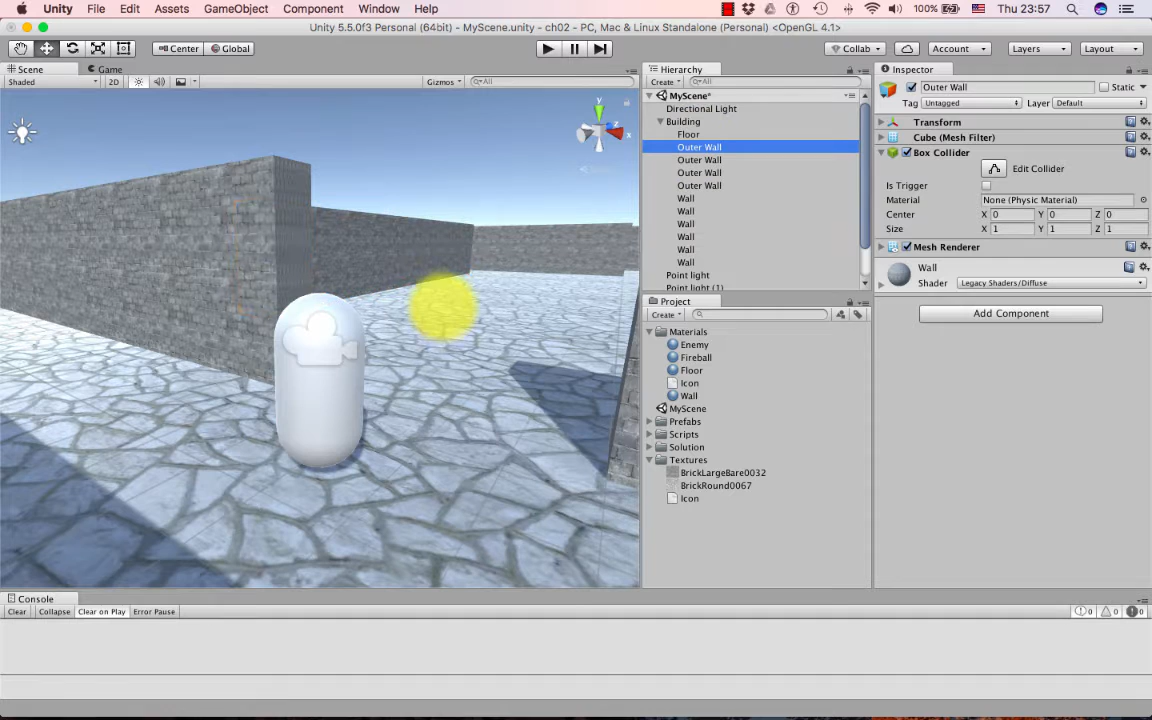 Unity File Edit Assets GameObject Component Window Help 100% Thu 23:57
Unity 5.5.0f3 Personal (64bit) - MyScene.unity - ch02 - PC, Mac & Linux Standalone (Personal) <OpenGL 4.1>
Center Global Collab Account Layers Layout
Scene Game
Shaded 2D Gizmos All
y
x
z
Hierarchy
Create All
MyScene*
Directional Light
Building
Floor
Outer Wall
Outer Wall
Outer Wall
Outer Wall
Wall
Wall
Wall
Wall
Wall
Wall
Point light
Point light (1)
Project
Create
Materials
Enemy
Fireball
Floor
Icon
Wall
MyScene
Prefabs
Scripts
Solution
Textures
BrickLargeBare0032
BrickRound0067
Icon
Inspector
Outer Wall Static
Tag Untagged Layer Default
Transform
Cube (Mesh Filter)
Box Collider
Edit Collider
Is Trigger
Material None (Physic Material)
Center X 0 Y 0 Z 0
Size X 1 Y 1 Z 1
Mesh Renderer
Wall
Shader Legacy Shaders/Diffuse
Add Component
Console
Clear Collapse Clear on Play Error Pause 0 0 0